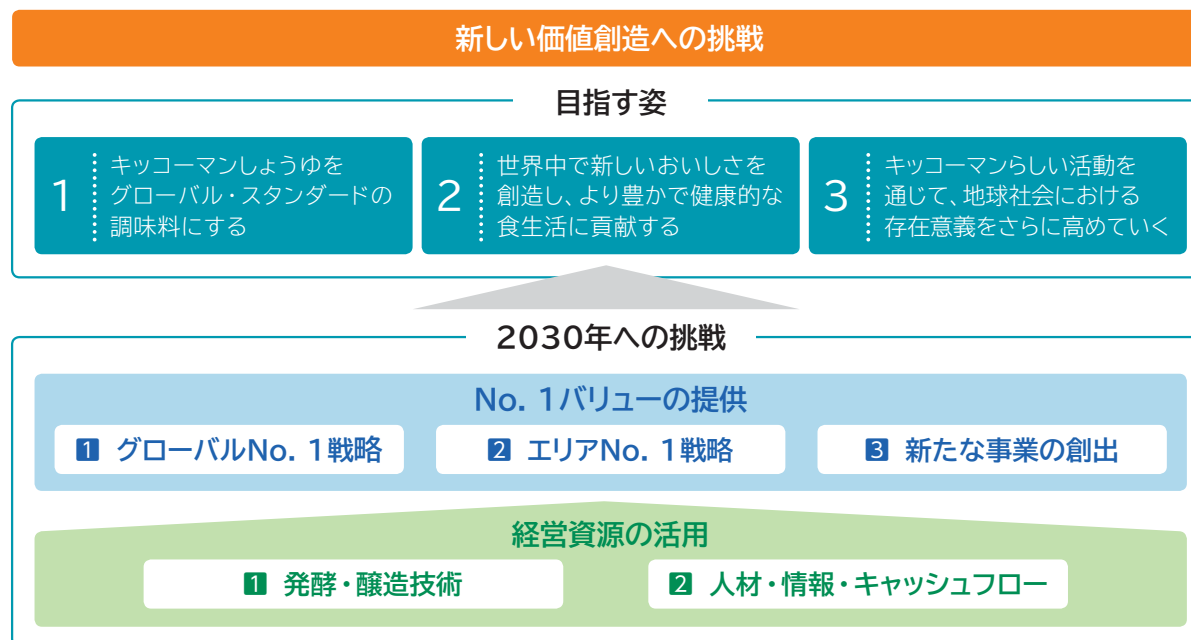 新しい価値創造への挑戦
目指す姿
1
キッコーマンしょうゆを
グローバル・スタンダードの
調味料にする
2
世界中で新しいおいしさを
創造し、より豊かで健康的な
食生活に貢献する
3
キッコーマンらしい活動を
通じて、地球社会における
存在意義をさらに高めていく
2030年への挑戦
No. 1バリューの提供
1 グローバルNo. 1戦略
2 エリアNo. 1戦略
3 新たな事業の創出
経営資源の活用
1 発酵・醸造技術
2 人材・情報・キャッシュフロー